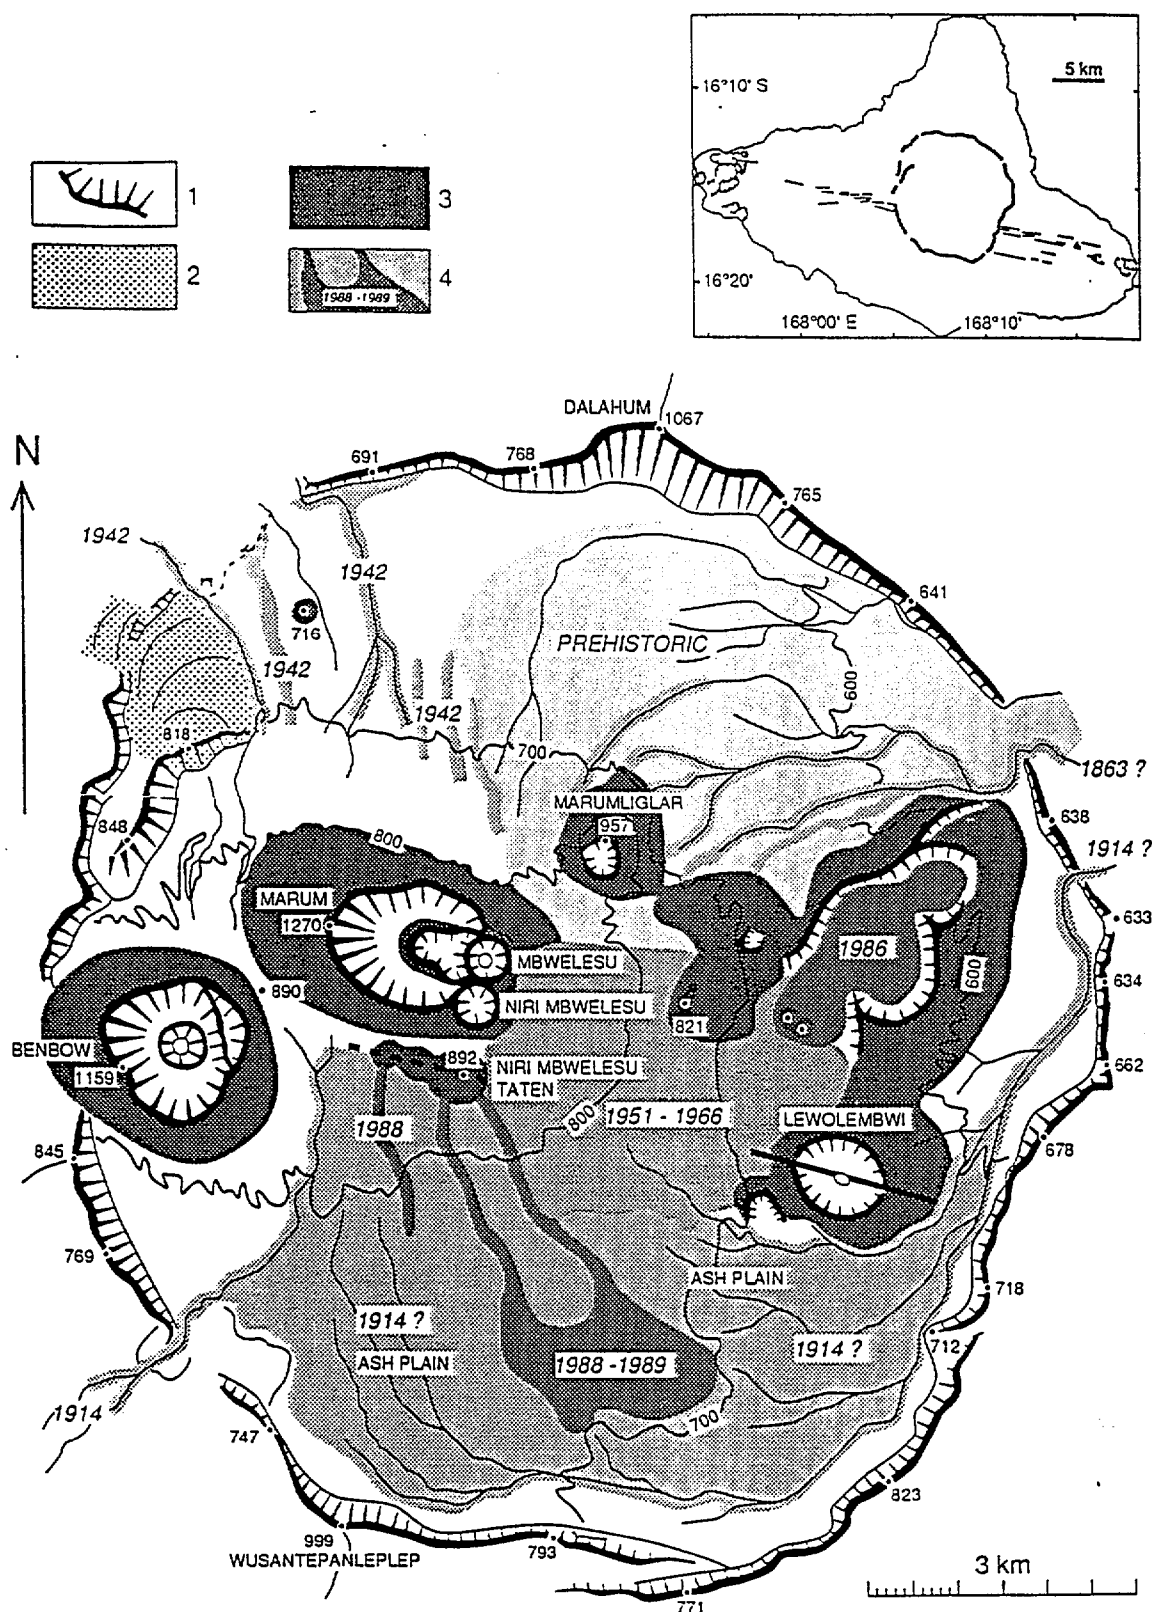 16°10' S
5 km
16°20'
168°00' E
168°10'
1
3
2
4
1988 -1989
N
DALAHUM
1067
691
768
765
1942
1942
641
716
PREHISTORIC
1942
600
1942
818
700
1863 ?
MARUMLIGLAR
957
638
848
800
1914 ?
MARUM
1270
633
1986
MBWELESU
600
890
634
NIRI MBWELESU
821
BENBOW
1159
892
NIRI MBWELESU
TATEN
662
1951 - 1966
LEWOLEMBWI
800
1988
845
678
769
ASH PLAIN
718
1914 ?
1914 ?
712
ASH PLAIN
1988 -1989
1914
700
747
823
999
WUSANTEPANLEPLEP
793
3 km
771